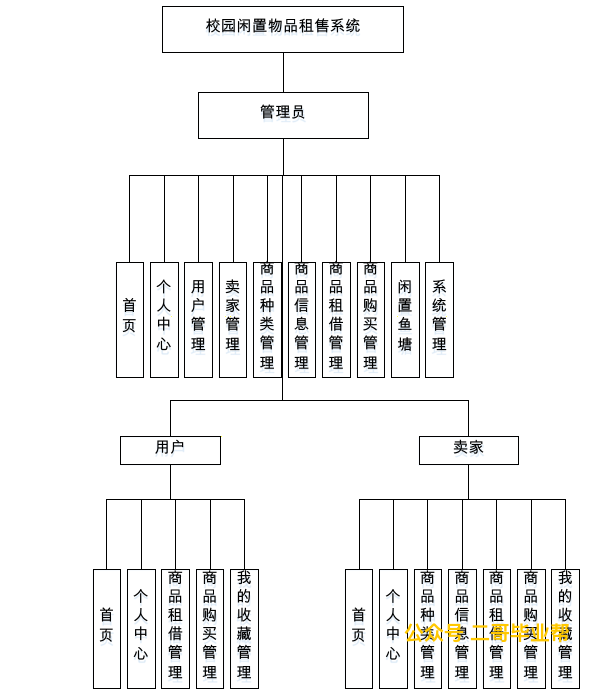 校园闲置物品租售系统
管理员
首页
个人中心
用户管理
卖家管理
商品种类管理
商品信息管理
商品租借管理
商品购买管理
闲置鱼塘
系统管理
用户
卖家
首页
个人中心
商品租借管理
商品购买管理
我的收藏管理
首页
个人中心
商品种类管理
商品信息管理
商品租借管理
商品购买管理
我的收藏管理
公众号 二哥毕业帮